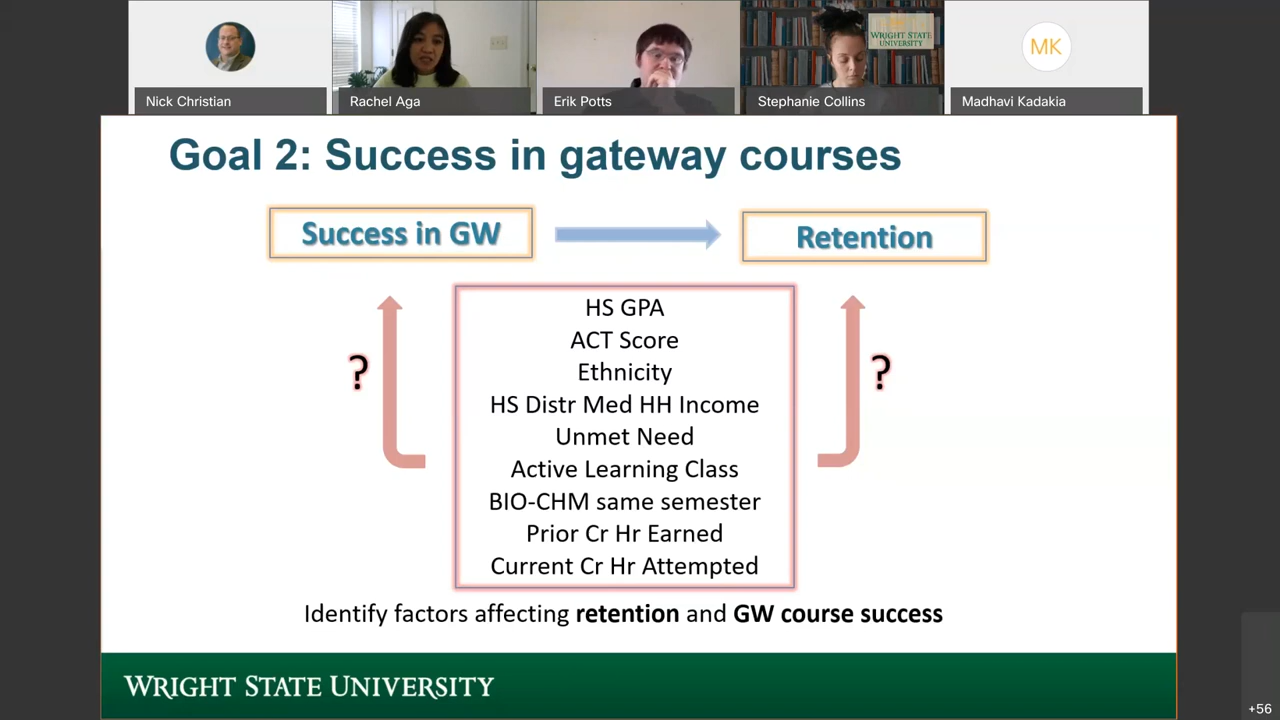 WRIGHT STATE
UNIVERSITY
MK
Nick Christian
Rachel Aga
Erik Potts
Stephanie Collins
Madhavi Kadakia
Goal 2: Success in gateway courses
Success in GW
Retention
HS GPA
ACT Score
Ethnicity
HS Distr Med HH Income
Unmet Need
Active Learning Class
BIO-CHM same semester
Prior Cr Hr Earned
Current Cr Hr Attempted
?
?
Identify factors affecting retention and GW course success
WRIGHT STATE UNIVERSITY
+56